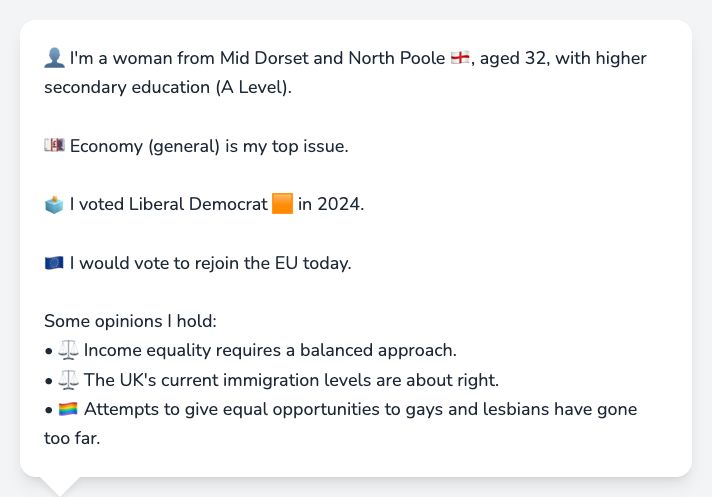 👤 I'm a woman from Mid Dorset and North Poole 🏴󠁧󠁢󠁥󠁮󠁧󠁿, aged 32, with higher
secondary education (A Level).
💷 Economy (general) is my top issue.
🗳️ I voted Liberal Democrat 🟧 in 2024.
🇪🇺 I would vote to rejoin the EU today.
Some opinions I hold:
• ⚖️ Income equality requires a balanced approach.
• ⚖️ The UK's current immigration levels are about right.
• 🏳️‍🌈 Attempts to give equal opportunities to gays and lesbians have gone
too far.